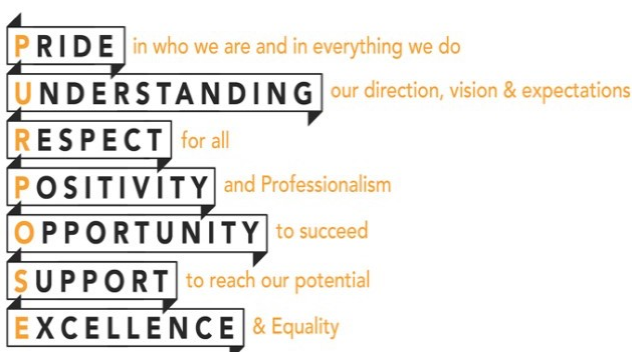 PRIDE in who we are and in everything we do
UNDERSTANDING our direction, vision & expectations
RESPECT for all
POSITIVITY and Professionalism
OPPORTUNITY to succeed
SUPPORT to reach our potential
EXCELLENCE & Equality